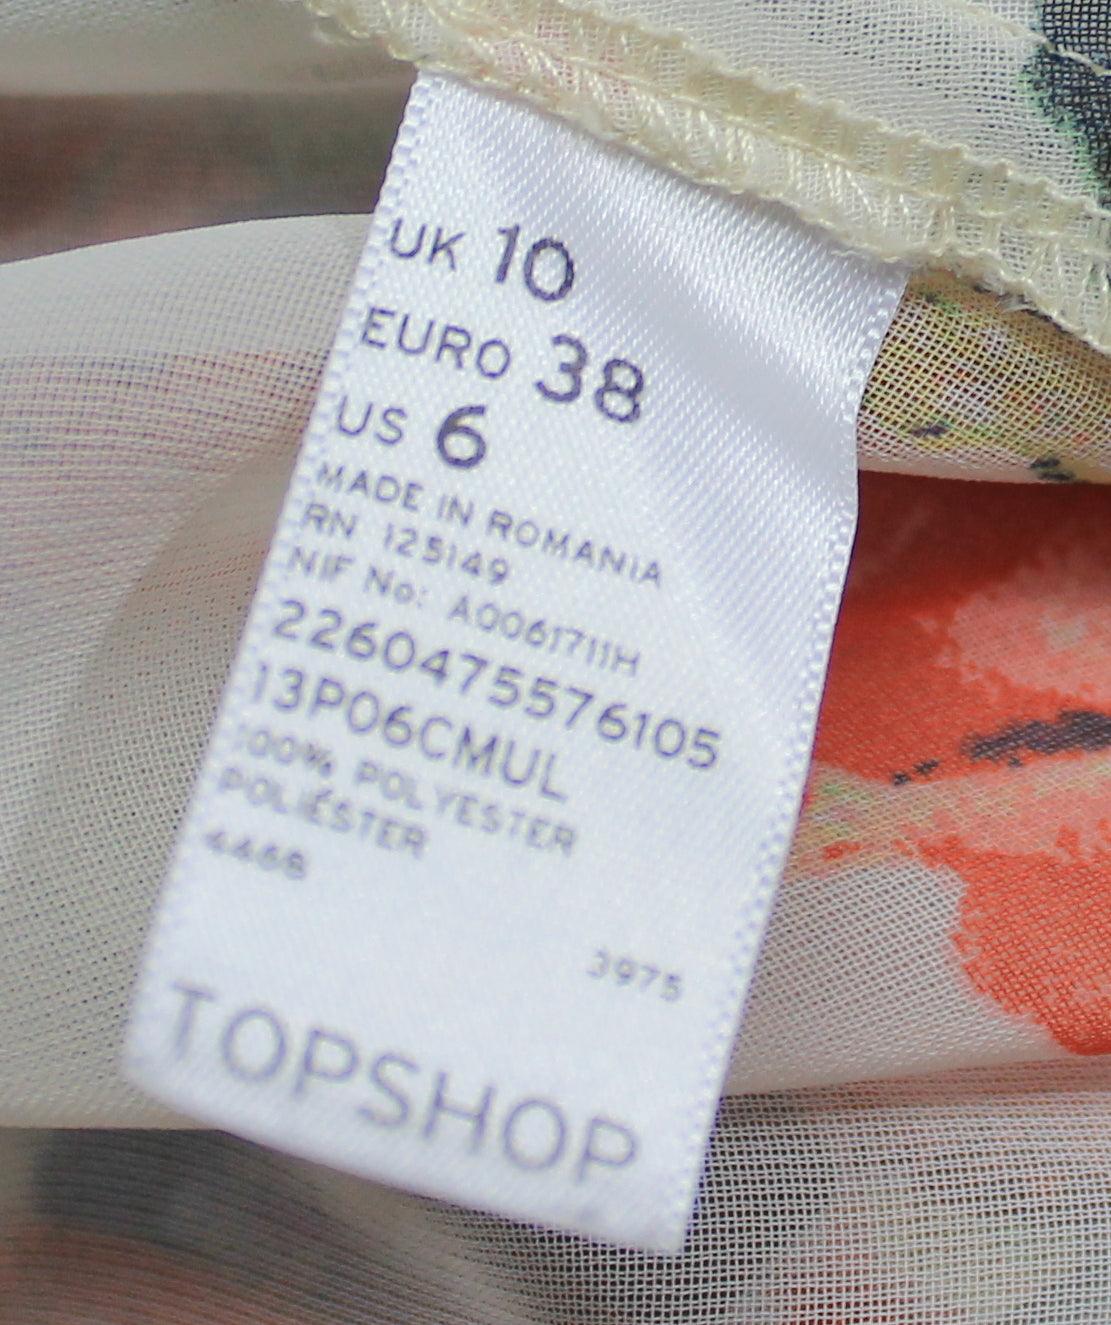 UK 10
EURO 38
US 6
MADE IN ROMANIA
RN 125149
NIF No: A0061711H
2260475576105
13P06CMUL
100% POLYESTER
POLIÉSTER
4468
3975
TOPSHOP